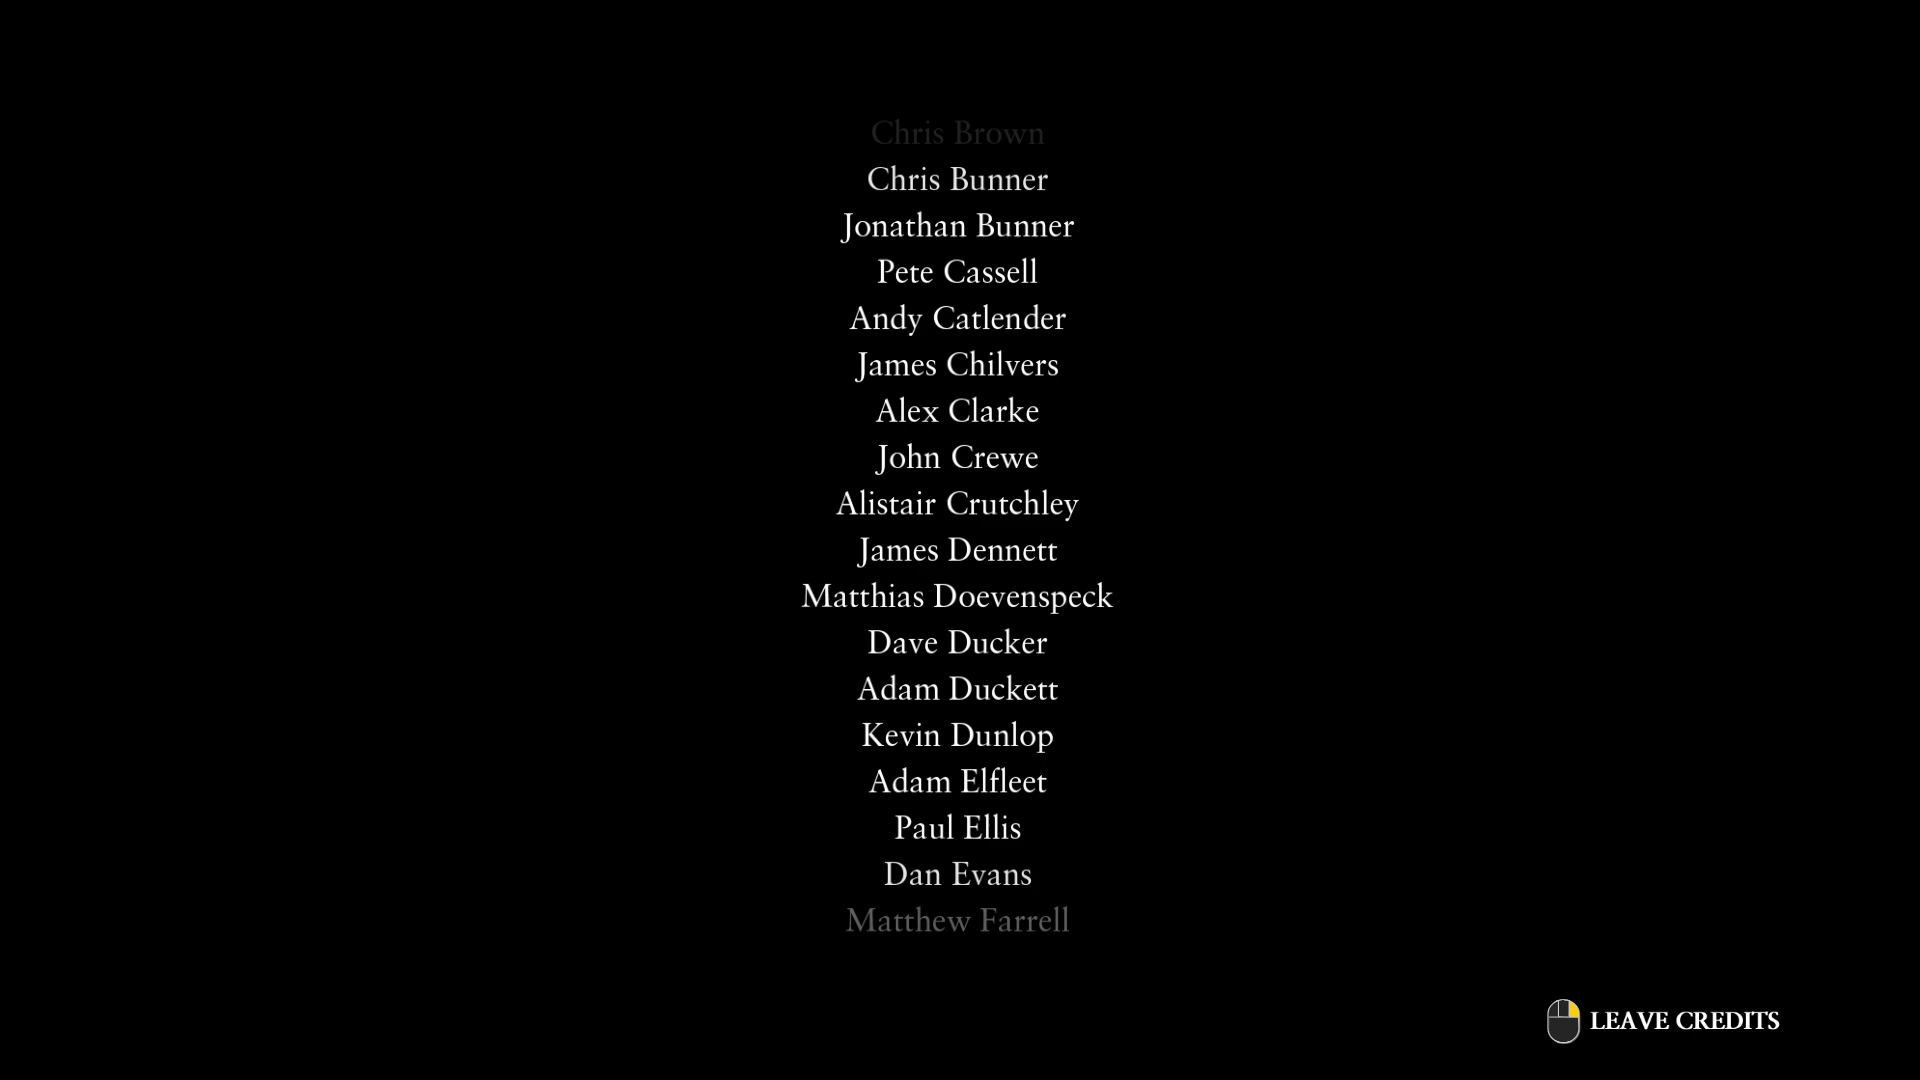 Chris Brown
Chris Bunner
Jonathan Bunner
Pete Cassell
Andy Catlender
James Chilvers
Alex Clarke
John Crewe
Alistair Crutchley
James Dennett
Matthias Doevenspeck
Dave Ducker
Adam Duckett
Kevin Dunlop
Adam Elfleet
Paul Ellis
Dan Evans
Matthew Farrell
LEAVE CREDITS